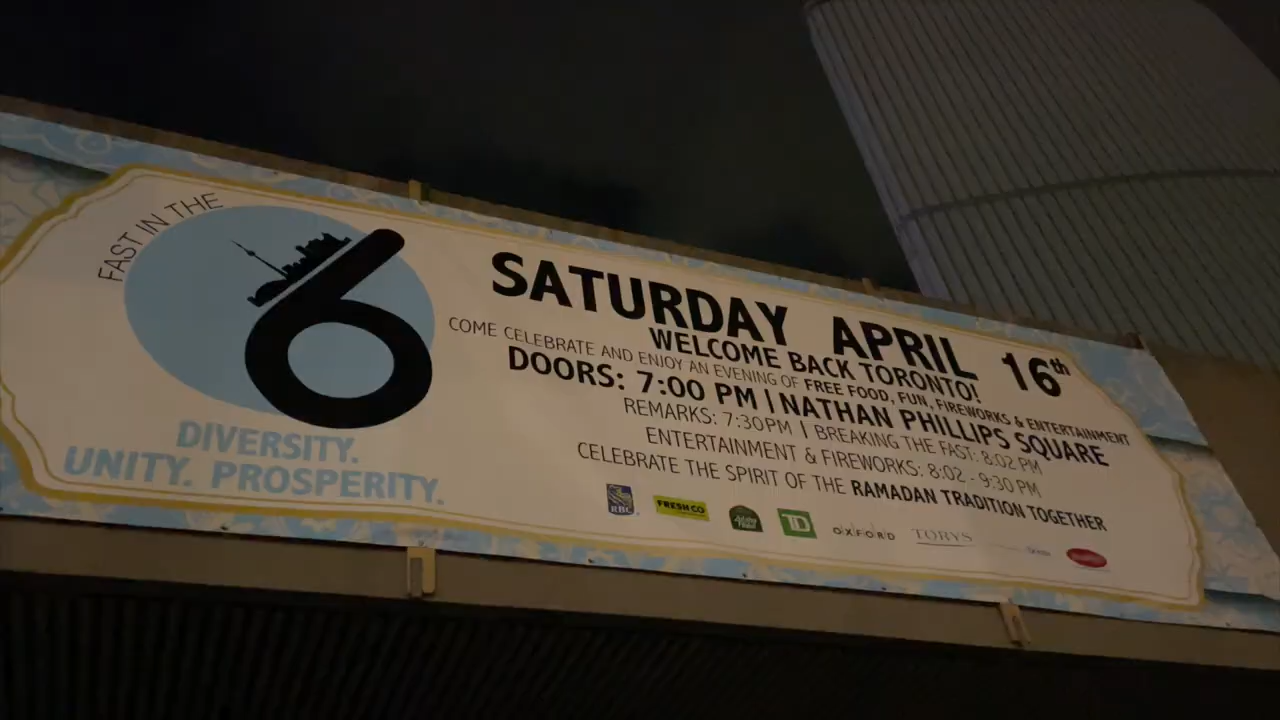 FAST IN THE
6
DIVERSITY.
UNITY. PROSPERITY.
SATURDAY APRIL 16th
WELCOME BACK TORONTO!
COME CELEBRATE AND ENJOY AN EVENING OF FREE FOOD, FUN, FIREWORKS & ENTERTAINMENT
DOORS: 7:00 PM | NATHAN PHILLIPS SQUARE
REMARKS: 7:30PM | BREAKING THE FAST: 8:02 PM
ENTERTAINMENT & FIREWORKS: 8:02 - 9:30 PM
CELEBRATE THE SPIRIT OF THE RAMADAN TRADITION TOGETHER
RBC
FRESHCO
TD
OXFORD
TORYS